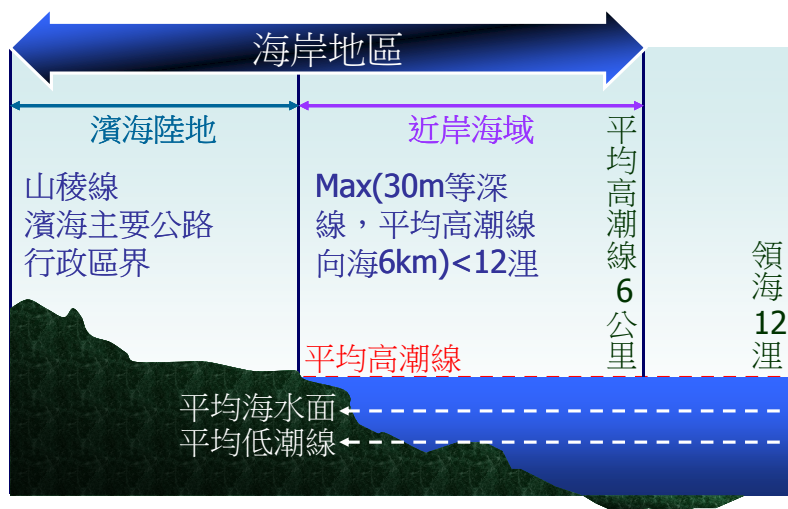 海岸地區
濱海陸地
近岸海域
山稜線
濱海主要公路
行政區界
Max(30m等深
線，平均高潮線
向海6km)<12浬
平均高潮線6公里
領海12浬
平均高潮線
平均海水面
平均低潮線